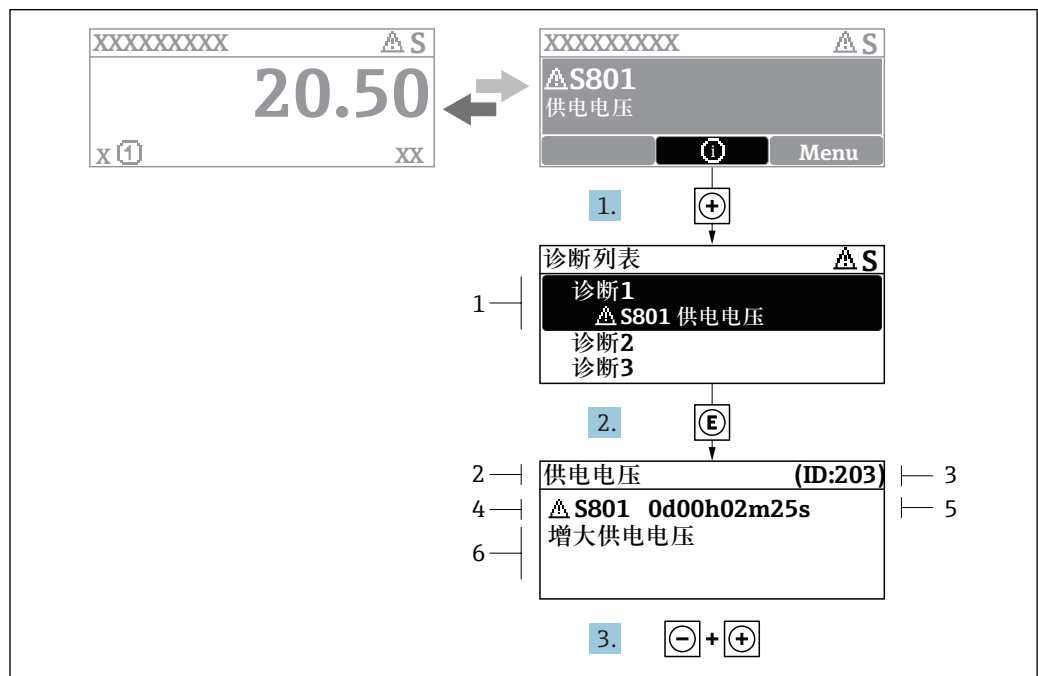 XXXXXXXXX ⚠ S
20.50
X ① XX
XXXXXXXXX ⚠ S
⚠ S801
供电电压
ⓘ Menu
1. ⊕
诊断列表 ⚠ S
1
诊断1
⚠ S801 供电电压
诊断2
诊断3
2. Ⓔ
2 供电电压 (ID:203) 3
4 ⚠ S801 0d00h02m25s 5
6 增大供电电压
3. ⊖ + ⊕